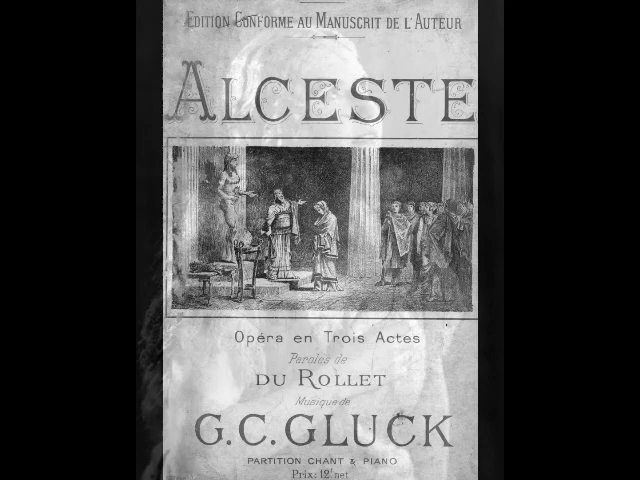 EDITION CONFORME AU MANUSCRIT DE L'AUTEUR
ALCESTE
Opéra en Trois Actes
Paroles de
DU ROLLET
Musique de
G.C. GLUCK
PARTITION CHANT & PIANO
Prix: 12f net